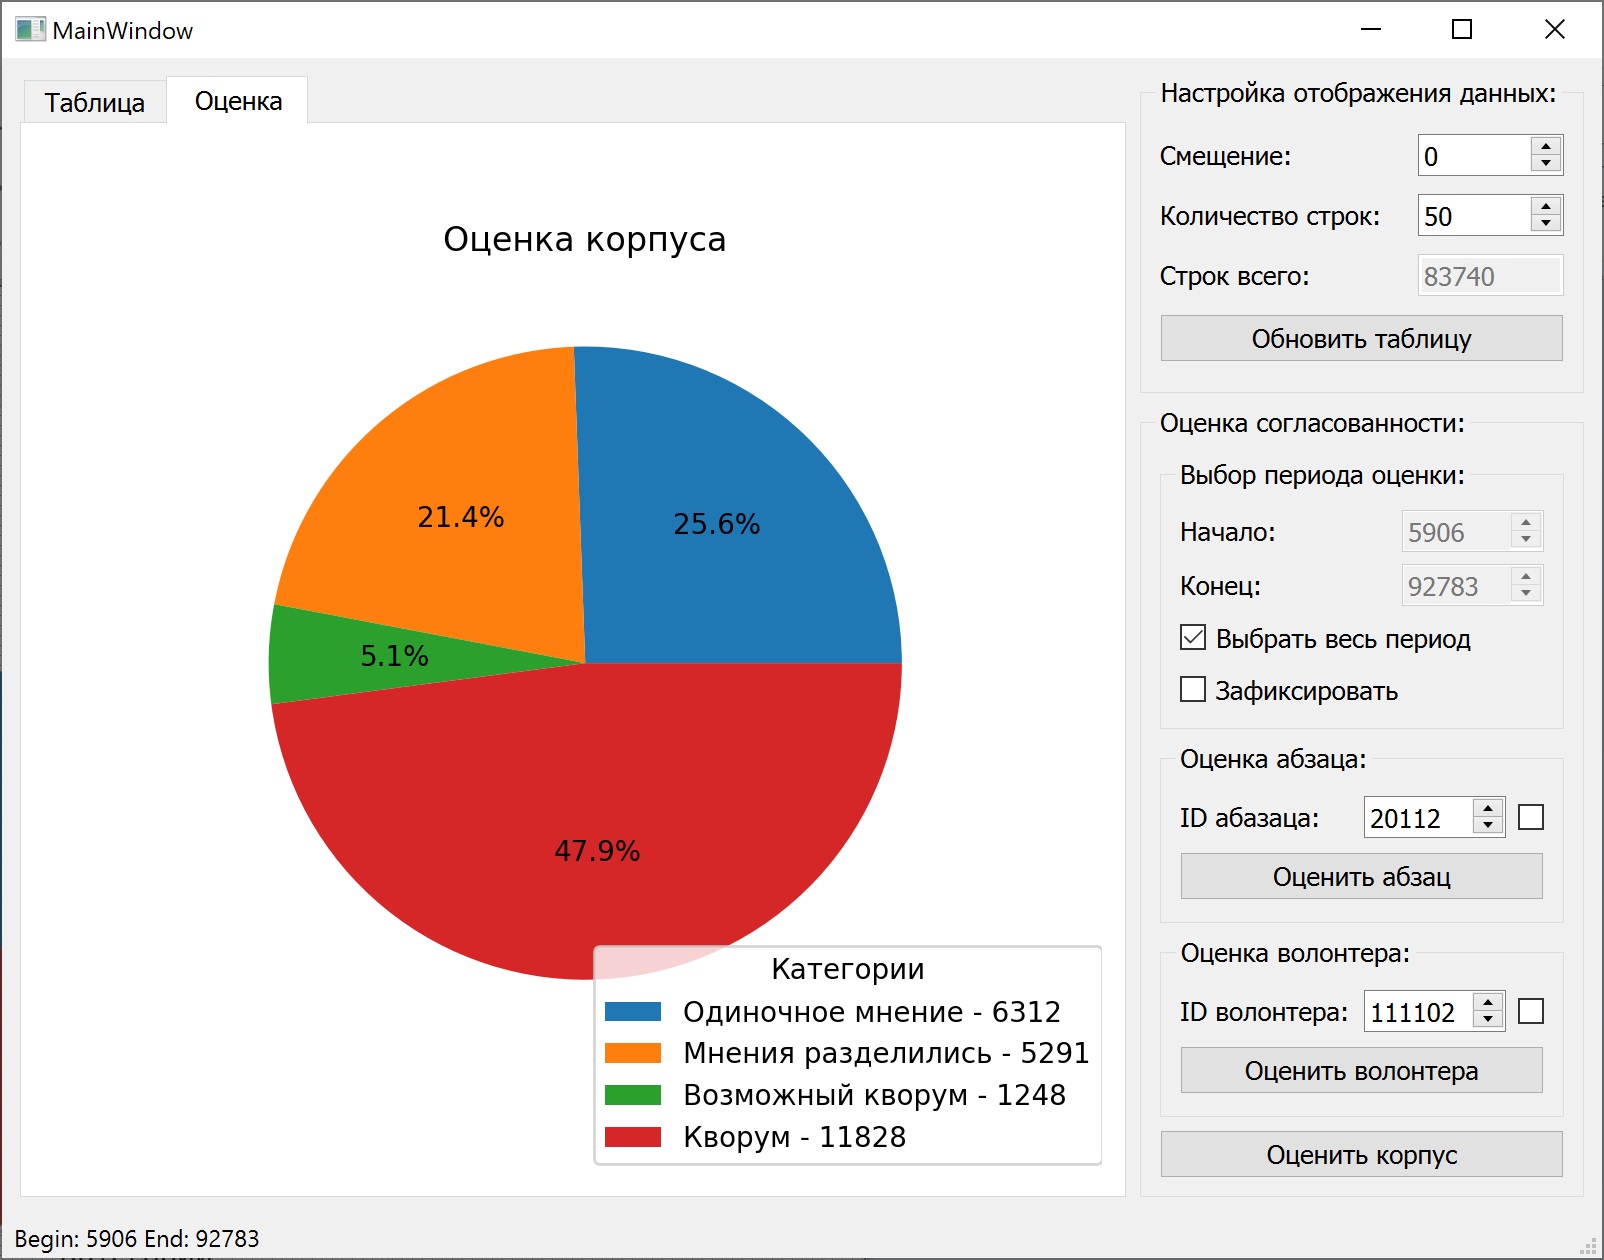 MainWindow
Таблица
Оценка
Оценка корпуса
25.6%
21.4%
5.1%
47.9%
Категории
Одиночное мнение - 6312
Мнения разделились - 5291
Возможный кворум - 1248
Кворум - 11828
Настройка отображения данных:
Смещение: 0
Количество строк: 50
Строк всего: 83740
Обновить таблицу
Оценка согласованности:
Выбор периода оценки:
Начало: 5906
Конец: 92783
Выбрать весь период
Зафиксировать
Оценка абзаца:
ID абазаца: 20112
Оценить абзац
Оценка волонтера:
ID волонтера: 111102
Оценить волонтера
Оценить корпус
Begin: 5906 End: 92783